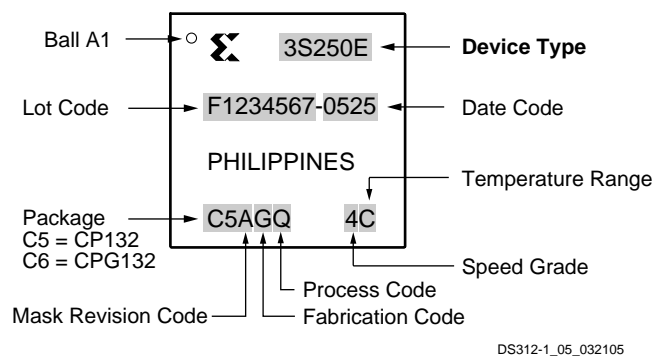 Ball A1
3S250E
Device Type
Lot Code
F1234567-0525
Date Code
PHILIPPINES
Temperature Range
Package
C5 = CP132
C6 = CPG132
C5AGQ
4C
Speed Grade
Process Code
Mask Revision Code
Fabrication Code
DS312-1_05_032105